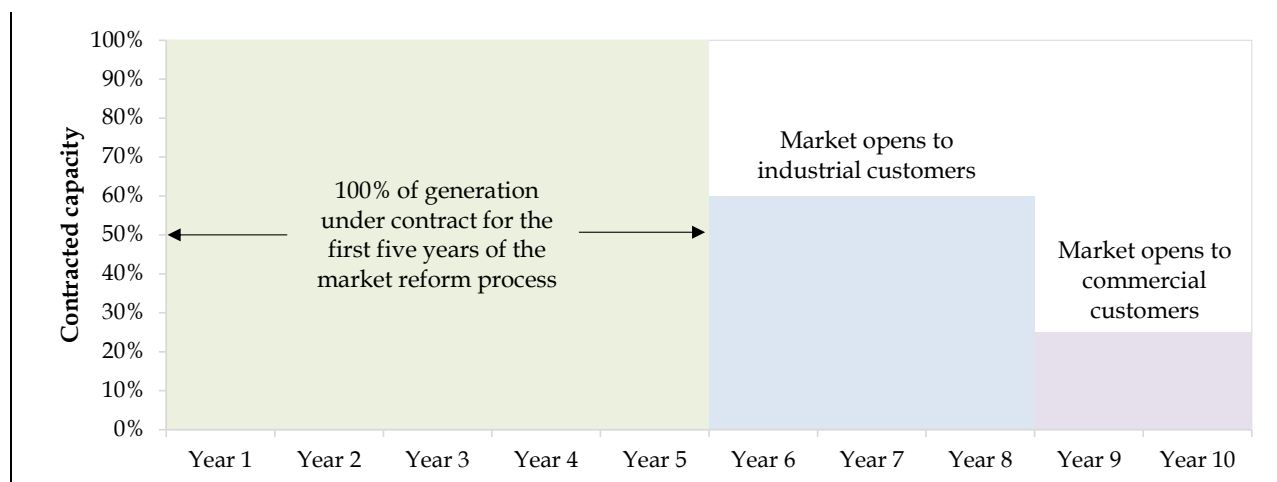 100%
90%
80%
70%
60%
50%
40%
30%
20%
10%
0%
Contracted capacity
100% of generation
under contract for the
first five years of the
market reform process
Market opens to
industrial customers
Market opens to
commercial
customers
Year 1
Year 2
Year 3
Year 4
Year 5
Year 6
Year 7
Year 8
Year 9
Year 10